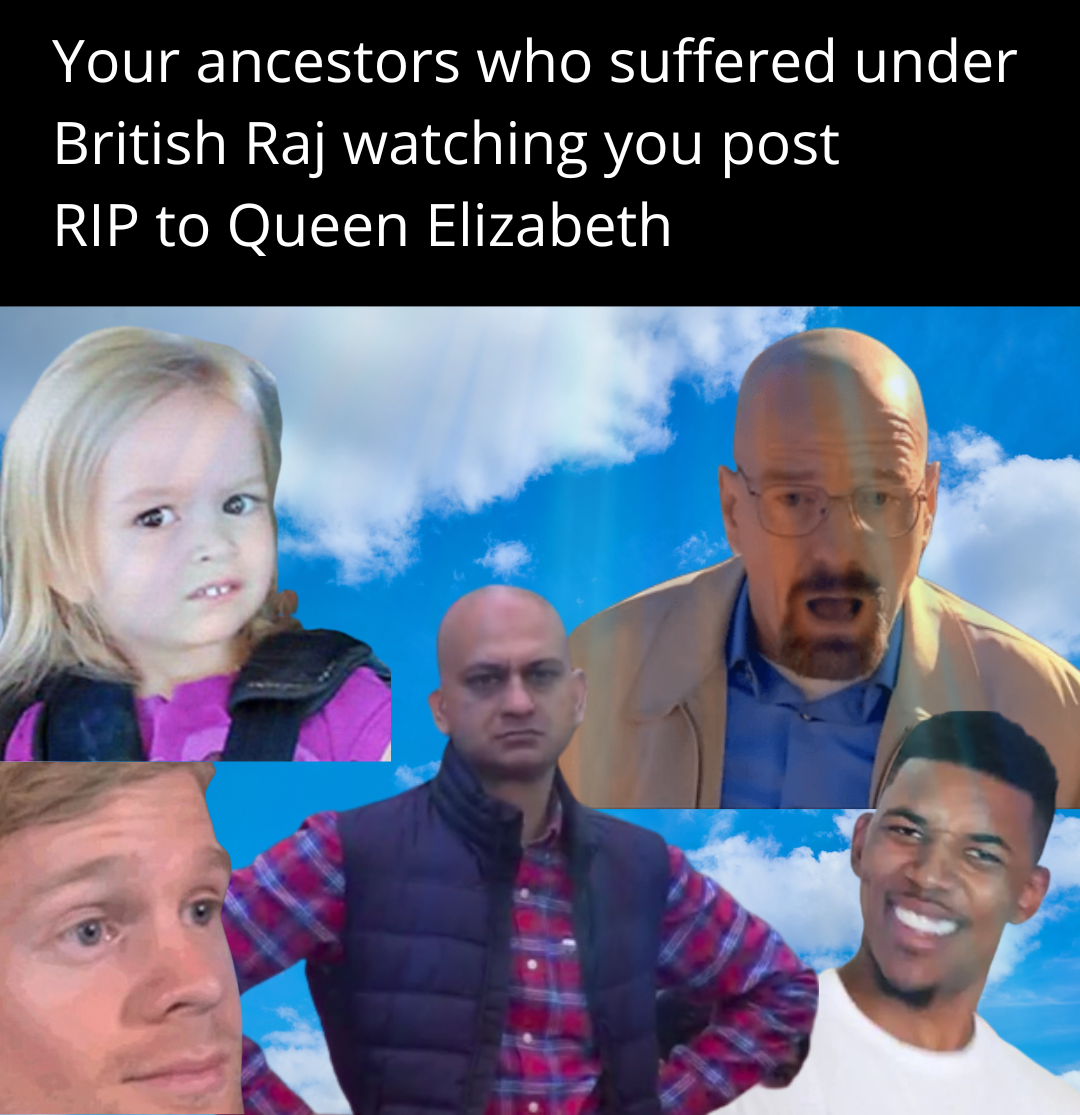 Your ancestors who suffered under
British Raj watching you post
RIP to Queen Elizabeth